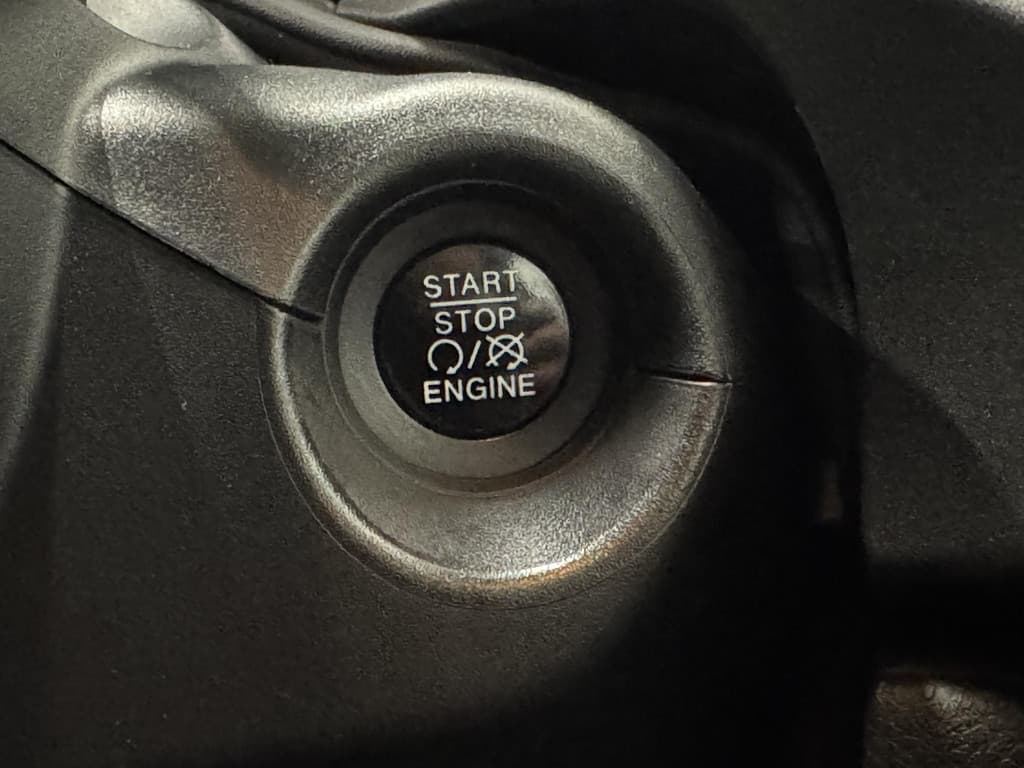 START
STOP
/
ENGINE